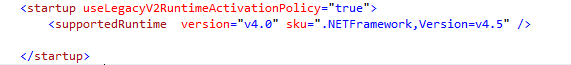 <startup useLegacyV2RuntimeActivationPolicy="true">
<supportedRuntime  version="v4.0" sku=".NETFramework,Version=v4.5" />
</startup>